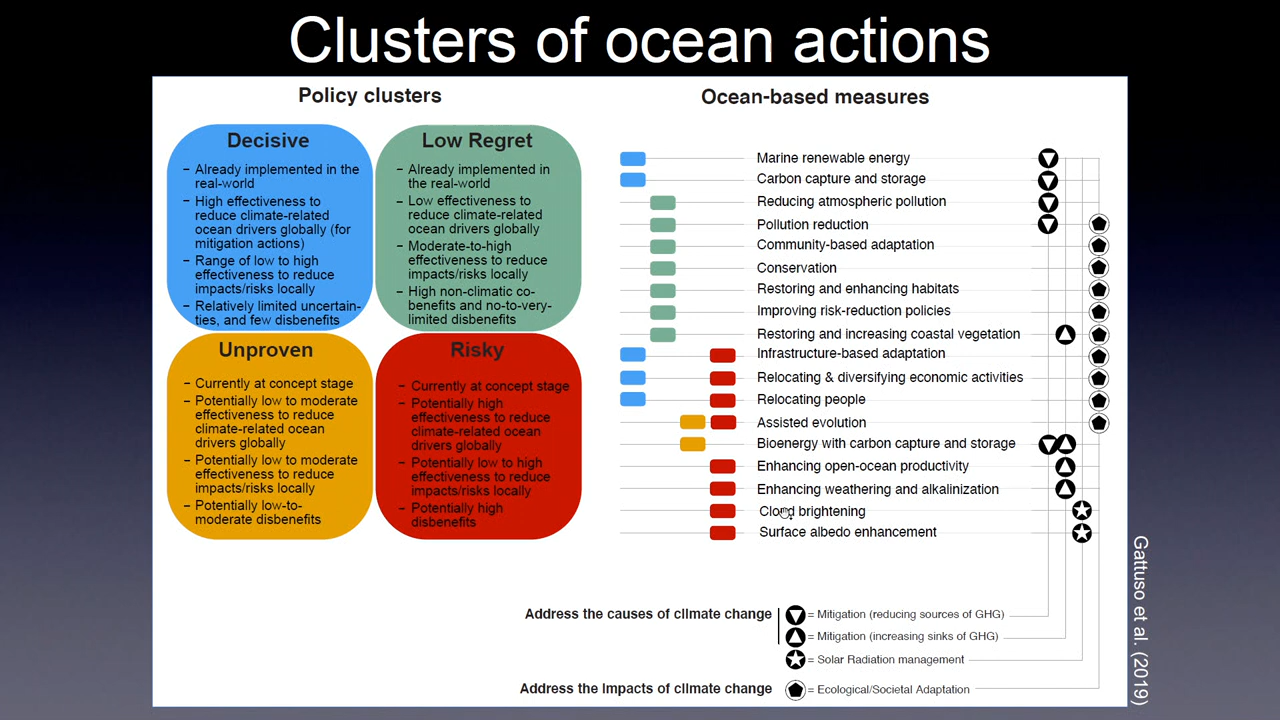 Clusters of ocean actions
Policy clusters
Decisive
– Already implemented in the
real-world
– High effectiveness to
reduce climate-related
ocean drivers globally (for
mitigation actions)
– Range of low to high
effectiveness to reduce
impacts/risks locally
– Relatively limited uncertain-
ties, and few disbenefits
Low Regret
– Already implemented in
the real-world
– Low effectiveness to
reduce climate-related
ocean drivers globally
– Moderate-to-high
effectiveness to reduce
impacts/risks locally
– High non-climatic co-
benefits and no-to-very-
limited disbenefits
Unproven
– Currently at concept stage
– Potentially low to moderate
effectiveness to reduce
climate-related ocean
drivers globally
– Potentially low to moderate
effectiveness to reduce
impacts/risks locally
– Potentially low-to-
moderate disbenefits
Risky
– Currently at concept stage
– Potentially high
effectiveness to reduce
climate-related ocean
drivers globally
– Potentially low to high
effectiveness to reduce
impacts/risks locally
– Potentially high
disbenefits
Ocean-based measures
Marine renewable energy
Carbon capture and storage
Reducing atmospheric pollution
Pollution reduction
Community-based adaptation
Conservation
Restoring and enhancing habitats
Improving risk-reduction policies
Restoring and increasing coastal vegetation
Infrastructure-based adaptation
Relocating & diversifying economic activities
Relocating people
Assisted evolution
Bioenergy with carbon capture and storage
Enhancing open-ocean productivity
Enhancing weathering and alkalinization
Cloud brightening
Surface albedo enhancement
Address the causes of climate change
= Mitigation (reducing sources of GHG)
= Mitigation (increasing sinks of GHG)
= Solar Radiation management
Address the impacts of climate change
= Ecological/Societal Adaptation
Gattuso et al. (2019)